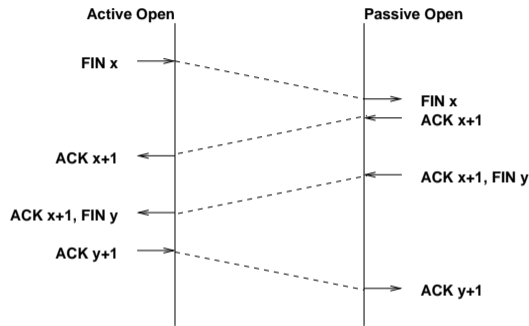 Active Open
Passive Open
FIN x
FIN x
ACK x+1
ACK x+1
ACK x+1, FIN y
ACK x+1, FIN y
ACK y+1
ACK y+1